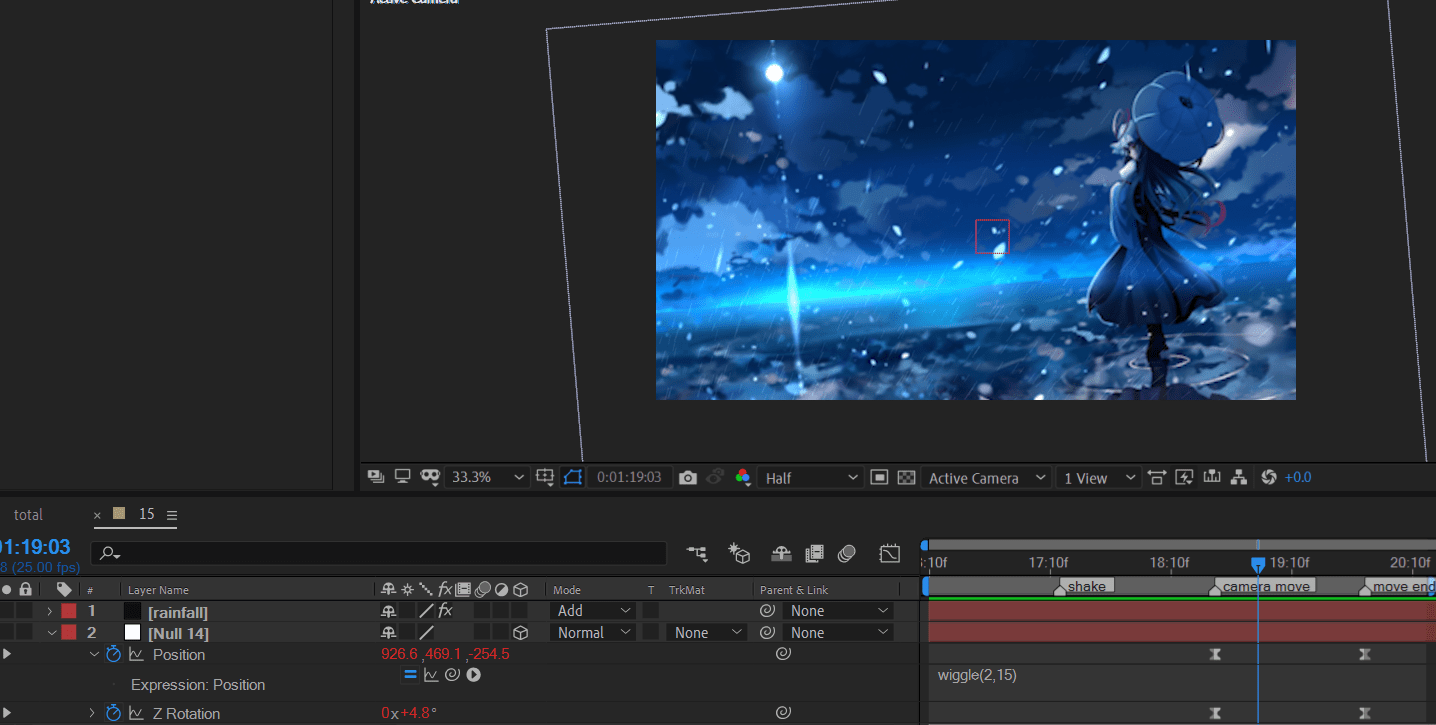 Active Camera
33.3%
0:01:19:03
Half
Active Camera
1 View
+0.0
total
× 15
01:19:03
8 (25.00 fps)
:10f 17:10f 18:10f 19:10f 20:10f
# Layer Name Mode T TrkMat Parent & Link
shake camera move move end
1 [rainfall] fx Add None
2 [Null 14] Normal None None
Position 926.6 ,469.1 ,-254.5
Expression: Position wiggle(2,15)
Z Rotation 0x+4.8°